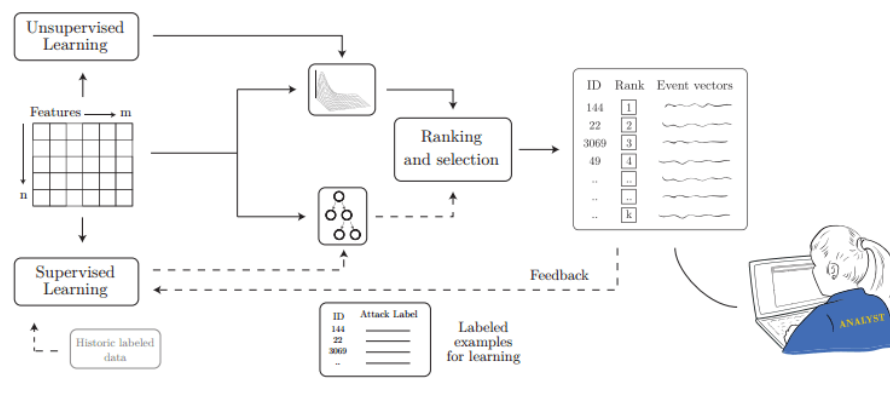 Unsupervised
Learning
Features
m
n
Supervised
Learning
Historic labeled
data
Ranking
and selection
ID Rank Event vectors
144 1
22 2
3069 3
49 4
.. ..
.. ..
.. k
Feedback
ID Attack Label
144
22
3069
..
Labeled
examples
for learning
ANALYST